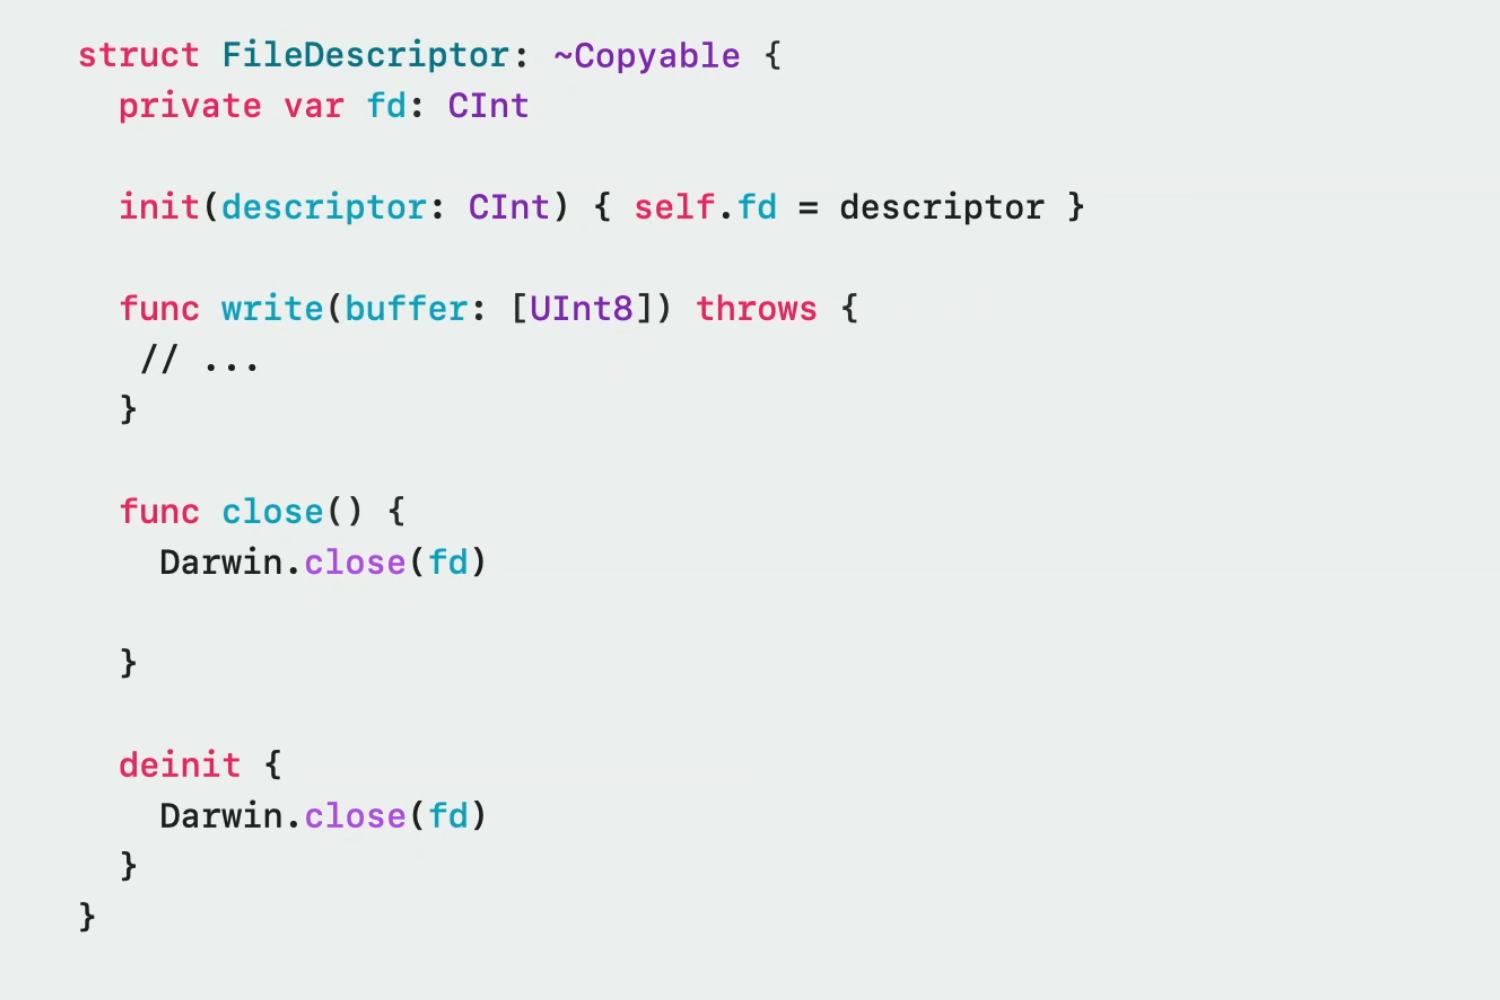 struct FileDescriptor: ~Copyable {
private var fd: CInt
init(descriptor: CInt) { self.fd = descriptor }
func write(buffer: [UInt8]) throws {
// ...
}
func close() {
Darwin.close(fd)
}
deinit {
Darwin.close(fd)
}
}